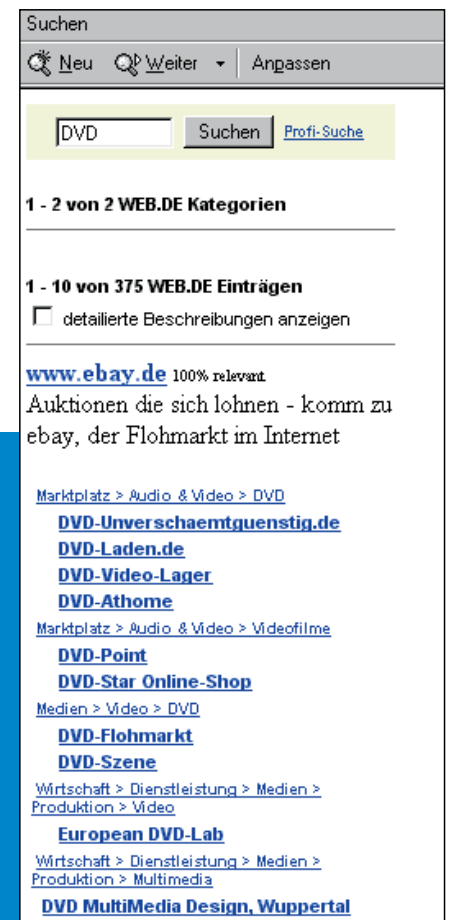 Suchen
Neu Weiter Anpassen
DVD Suchen Profi-Suche
1 - 2 von 2 WEB.DE Kategorien
1 - 10 von 375 WEB.DE Einträgen
detailierte Beschreibungen anzeigen
www.ebay.de 100% relevant
Auktionen die sich lohnen - komm zu
ebay, der Flohmarkt im Internet
Marktplatz > Audio & Video > DVD
DVD-Unverschaemtguenstig.de
DVD-Laden.de
DVD-Video-Lager
DVD-Athome
Marktplatz > Audio & Video > Videofilme
DVD-Point
DVD-Star Online-Shop
Medien > Video > DVD
DVD-Flohmarkt
DVD-Szene
Wirtschaft > Dienstleistung > Medien >
Produktion > Video
European DVD-Lab
Wirtschaft > Dienstleistung > Medien >
Produktion > Multimedia
DVD MultiMedia Design, Wuppertal